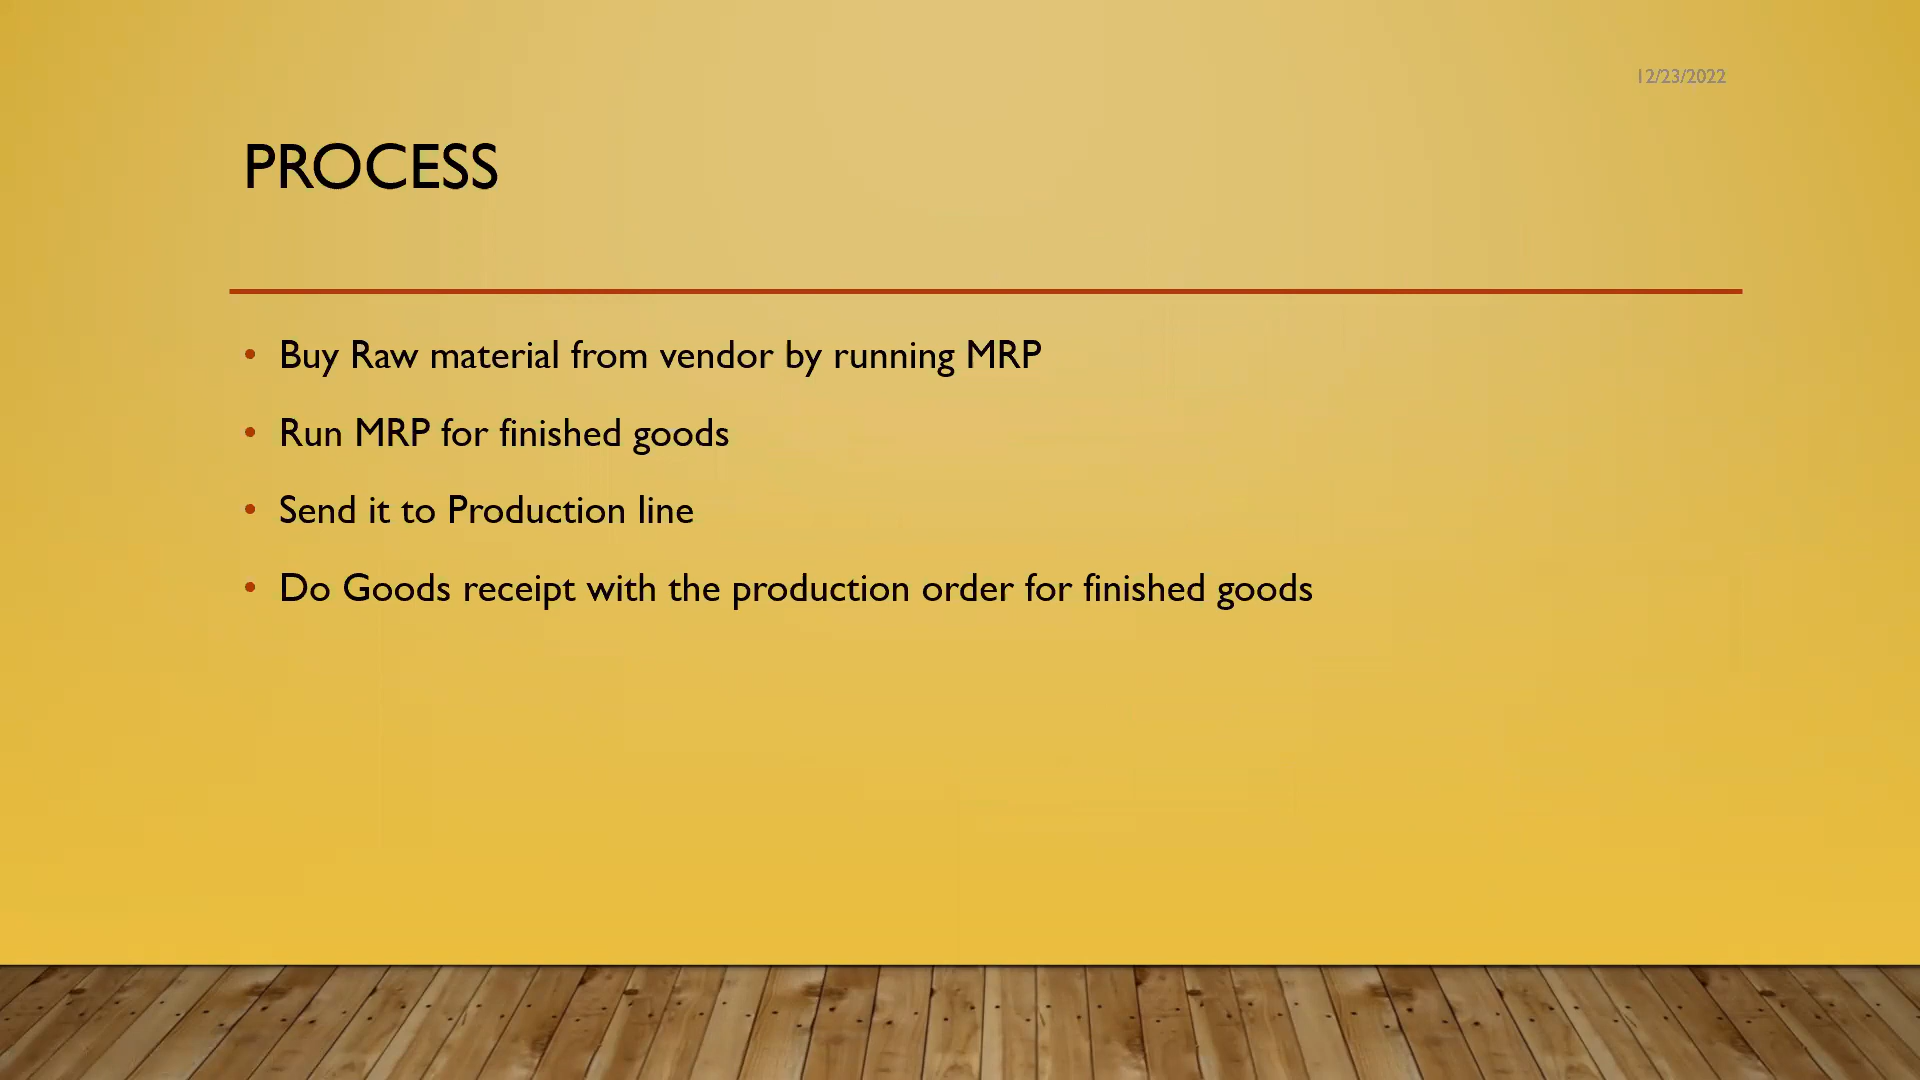 12/23/2022
PROCESS
• Buy Raw material from vendor by running MRP
• Run MRP for finished goods
• Send it to Production line
• Do Goods receipt with the production order for finished goods